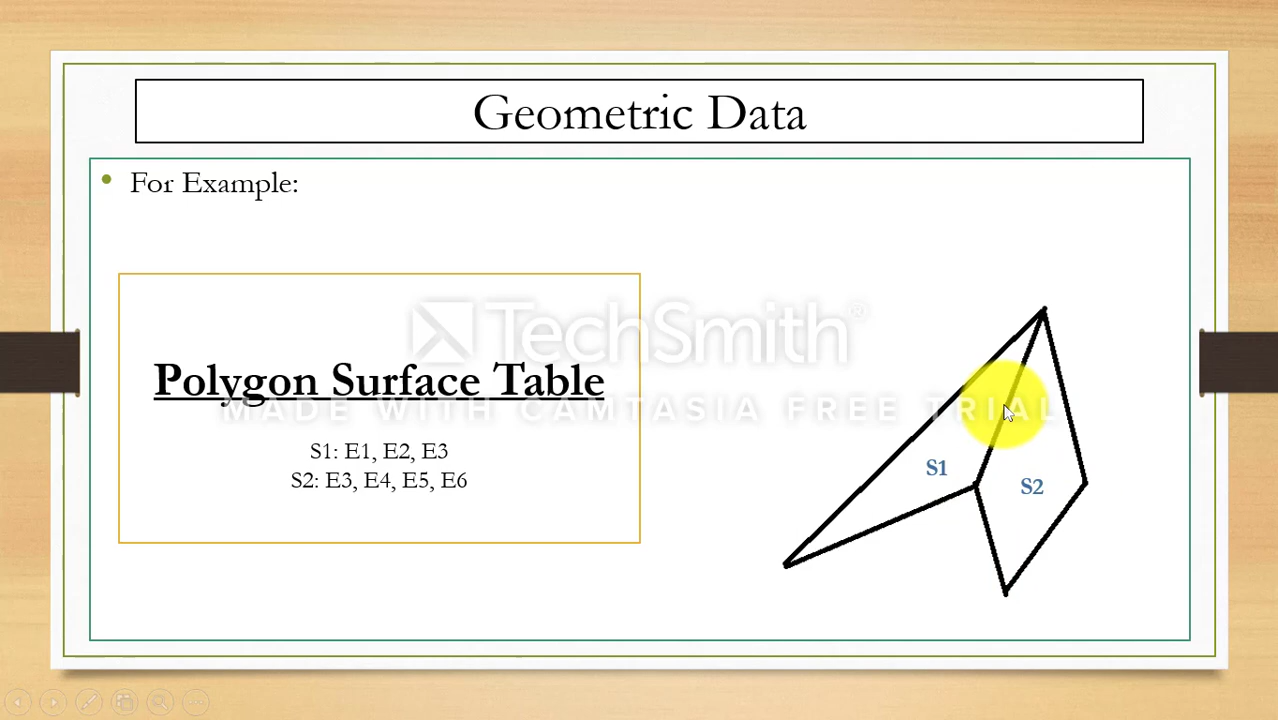 Geometric Data
For Example:
TechSmith®
Polygon Surface Table
MADE WITH CAMTASIA FREE TRIAL
S1: E1, E2, E3
S2: E3, E4, E5, E6
S1
S2